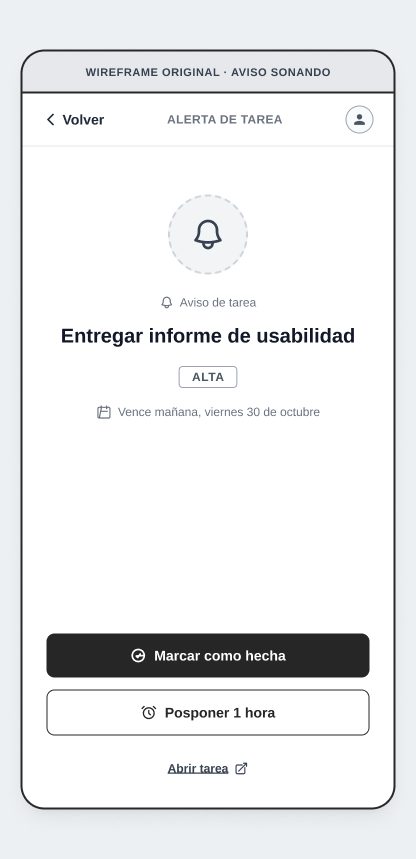 WIREFRAME ORIGINAL · AVISO SONANDO
Volver
ALERTA DE TAREA
Aviso de tarea
Entregar informe de usabilidad
ALTA
Vence mañana, viernes 30 de octubre
Marcar como hecha
Posponer 1 hora
Abrir tarea